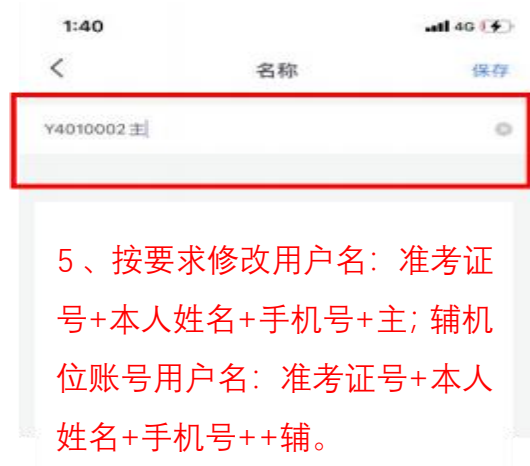 1:40
4G
名称
保存
Y4010002主
5、按要求修改用户名：准考证
号+本人姓名+手机号+主；辅机
位账号用户名：准考证号+本人
姓名+手机号++辅。